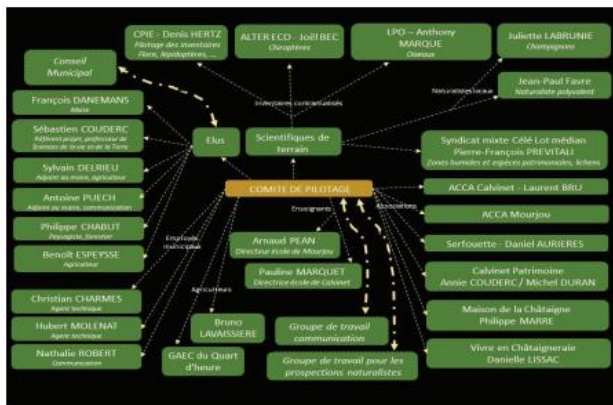 CPIE - Denis HERTZ
Pilotage des inventaires
Flore, lépidoptères, ...
ALTER ECO - Joël BEC
Chiroptères
LPO – Anthony
MARQUE
Oiseaux
Juliette LABRUNIE
Champignons
Jean-Paul Favre
Naturaliste polyvalent
Conseil
Municipal
Inventaires contractualisés
Naturalistes locaux
François DANEMANS
Maire
Sébastien COUDERC
Référent projet, professeur de
Sciences de la vie et de la Terre
Sylvain DELRIEU
Adjoint au maire, agriculteur
Antoine PUECH
Adjoint au maire, communication
Philippe CHABUT
Paysagiste, forestier
Benoît ESPEYSSE
Agriculteur
Elus
Scientifiques de
terrain
Syndicat mixte Célé Lot médian
Pierre-François PREVITALI
Zones humides et espèces patrimoniales, lichens
COMITE DE PILOTAGE
Associations
ACCA Calvinet - Laurent BRU
ACCA Mourjou
Serfouette - Daniel AURIERES
Calvinet Patrimoine
Annie COUDERC / Michel DURAN
Maison de la Châtaigne
Philippe MARRE
Vivre en Châtaigneraie
Danielle LISSAC
Enseignants
Arnaud PEAN
Directeur école de Mourjou
Pauline MARQUET
Directrice école de Calvinet
Employés
municipaux
Christian CHARMES
Agent technique
Hubert MOLENAT
Agent technique
Nathalie ROBERT
Communication
Agriculteurs
Bruno
LAVAISSIERE
GAEC du Quart
d'heure
Groupe de travail
communication
Groupe de travail pour les
prospections naturalistes